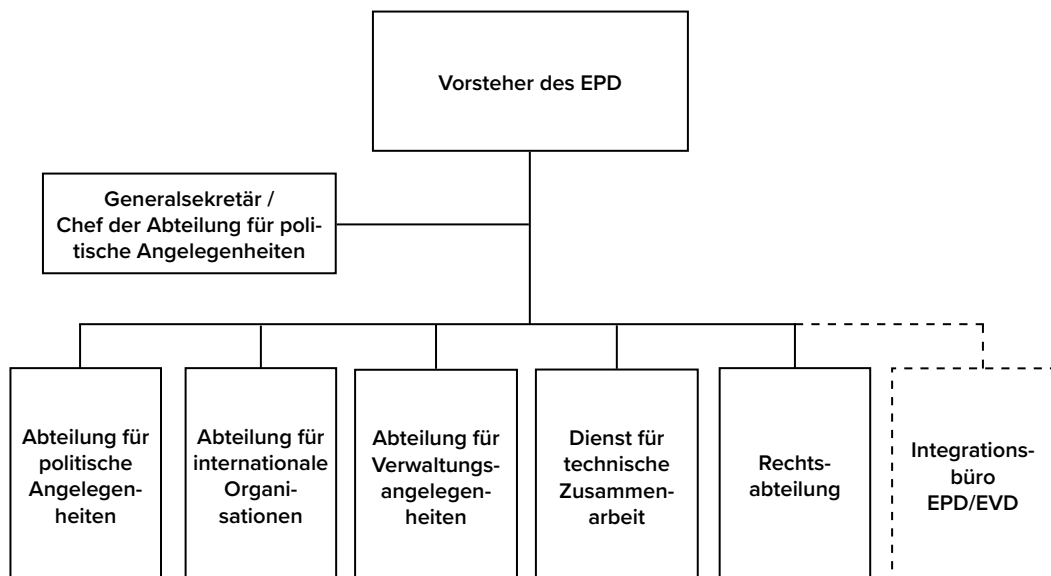 Vorsteher des EPD
Generalsekretär /
Chef der Abteilung für poli-
tische Angelegenheiten
Abteilung für
politische
Angelegen-
heiten
Abteilung für
internationale
Organi-
sationen
Abteilung für
Verwaltungs-
angelegen-
heiten
Dienst für
technische
Zusammen-
arbeit
Rechts-
abteilung
Integrations-
büro
EPD/EVD